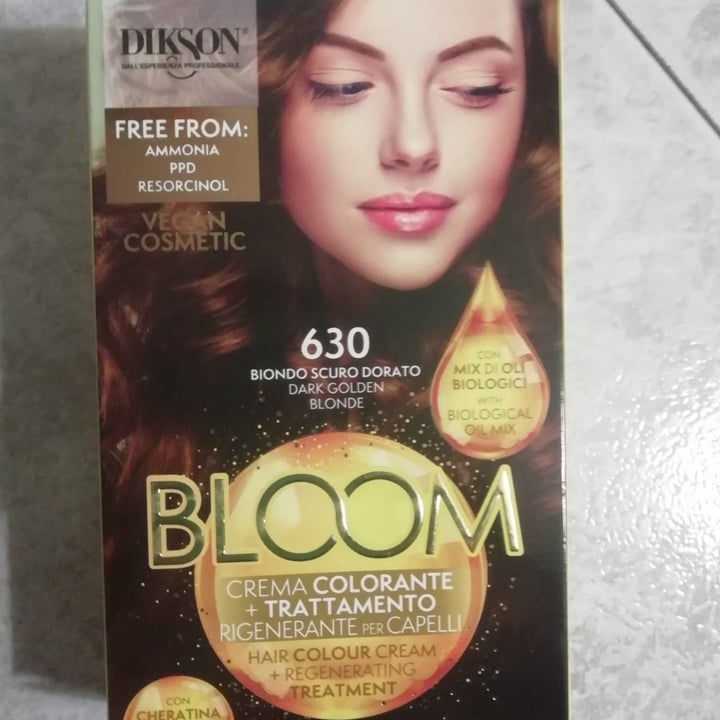 DIKSON®
DALL'ESPERIENZA PROFESSIONALE
FREE FROM:
AMMONIA
PPD
RESORCINOL
VEGAN
COSMETIC
630
BIONDO SCURO DORATO
DARK GOLDEN
BLONDE
CON
MIX DI OLI
BIOLOGICI
WITH
BIOLOGICAL
OIL MIX
BLOOM
CREMA COLORANTE
+ TRATTAMENTO
RIGENERANTE PER CAPELLI
HAIR COLOUR CREAM
+ REGENERATING
TREATMENT
CON
CHERATINA